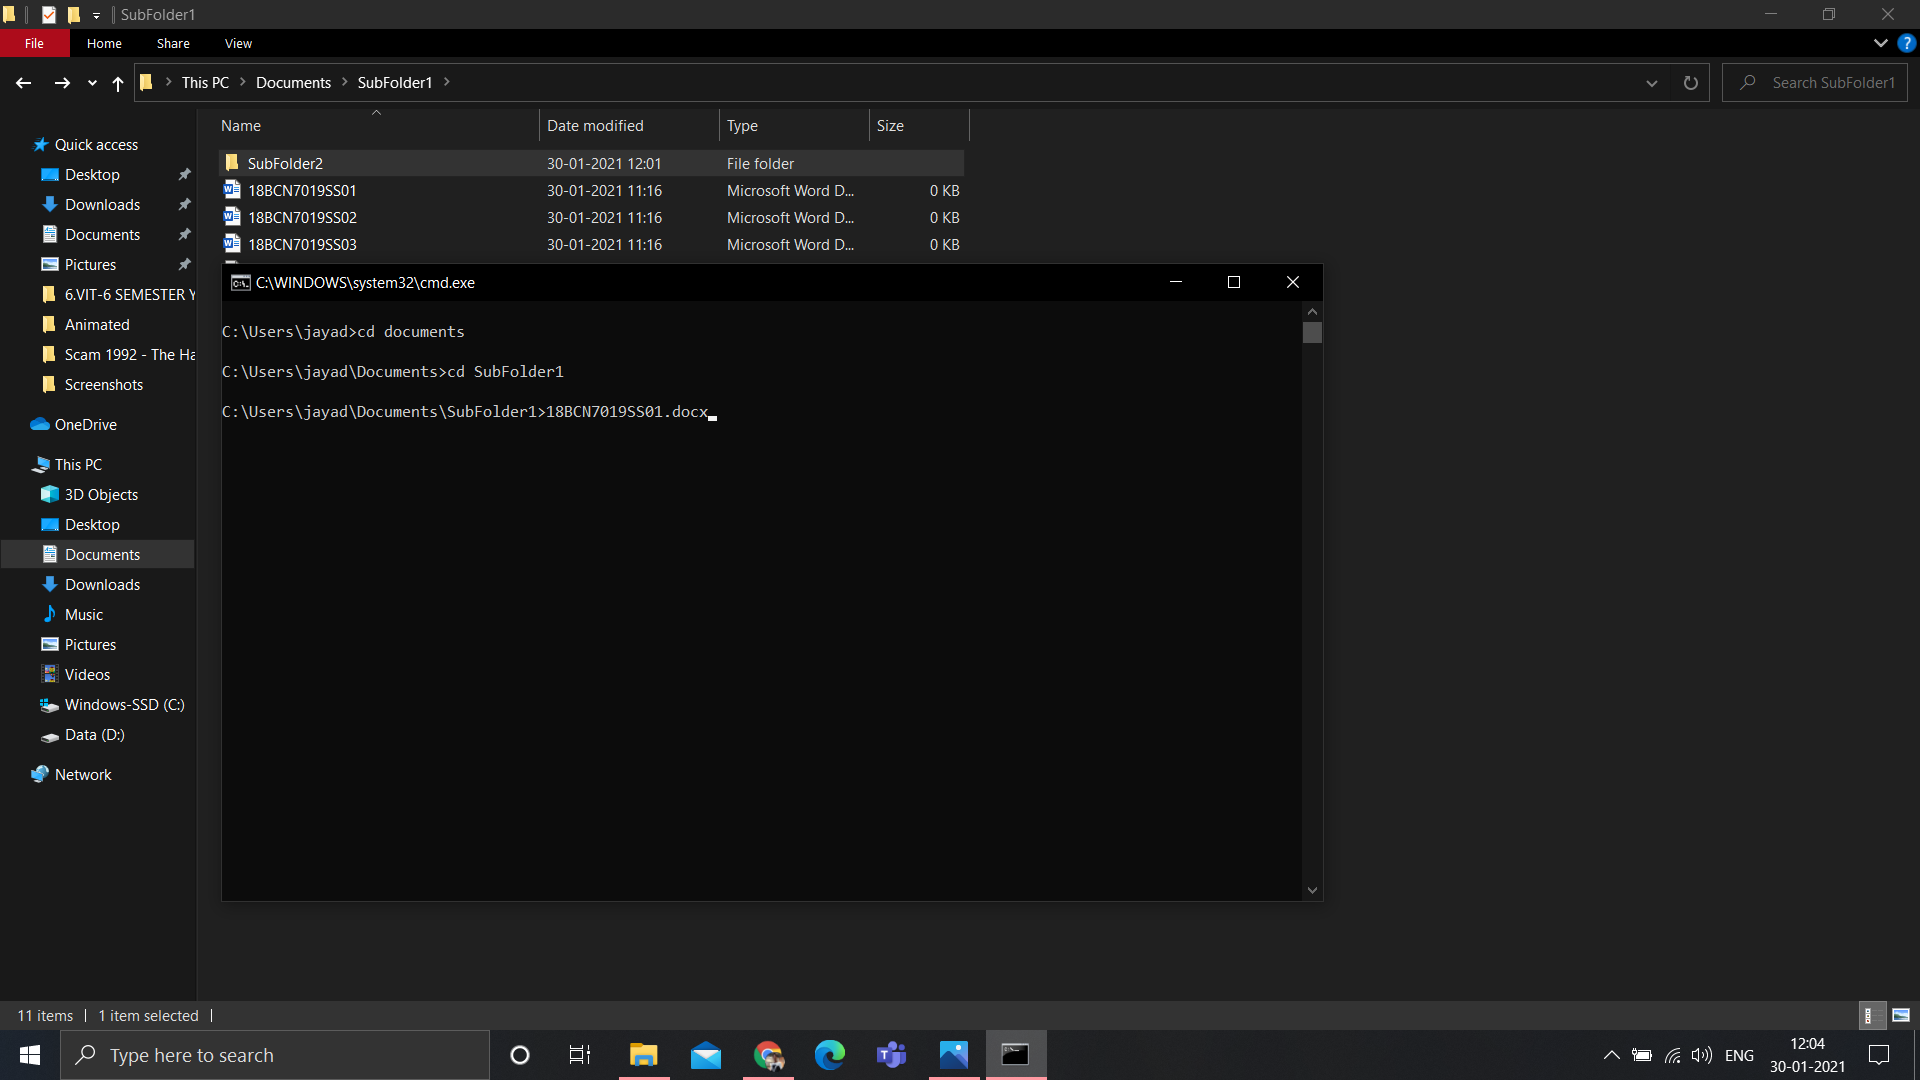 SubFolder1
File Home Share View
This PC Documents SubFolder1
Search SubFolder1
Name Date modified Type Size
SubFolder2 30-01-2021 12:01 File folder
18BCN7019SS01 30-01-2021 11:16 Microsoft Word D... 0 KB
18BCN7019SS02 30-01-2021 11:16 Microsoft Word D... 0 KB
18BCN7019SS03 30-01-2021 11:16 Microsoft Word D... 0 KB
Quick access
Desktop
Downloads
Documents
Pictures
6.VIT-6 SEMESTER Y
Animated
Scam 1992 - The Ha
Screenshots
OneDrive
This PC
3D Objects
Desktop
Documents
Downloads
Music
Pictures
Videos
Windows-SSD (C:)
Data (D:)
Network
C:\WINDOWS\system32\cmd.exe
C:\Users\jayad>cd documents
C:\Users\jayad\Documents>cd SubFolder1
C:\Users\jayad\Documents\SubFolder1>18BCN7019SS01.docx
11 items 1 item selected
Type here to search
ENG
12:04
30-01-2021